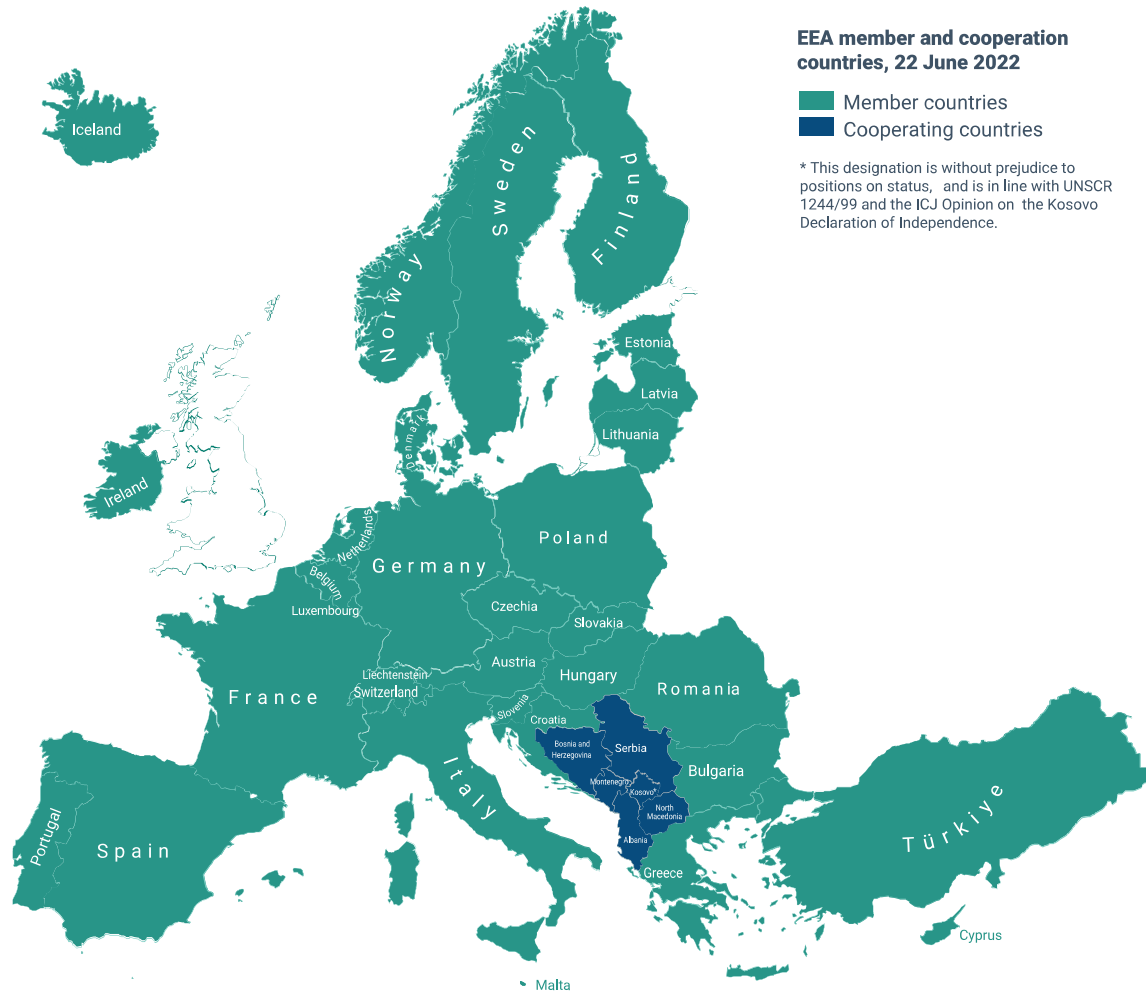 EEA member and cooperation
countries, 22 June 2022
Member countries
Cooperating countries
* This designation is without prejudice to
positions on status, and is in line with UNSCR
1244/99 and the ICJ Opinion on the Kosovo
Declaration of Independence.
Iceland
Sweden
Finland
Norway
Estonia
Latvia
Lithuania
Denmark
Ireland
Netherlands
Poland
Germany
Belgium
Luxembourg
Czechia
Slovakia
Austria
Hungary
Liechtenstein
Switzerland
France
Romania
Slovenia
Croatia
Bosnia and
Herzegovina
Serbia
Bulgaria
Montenegro
Kosovo*
North
Macedonia
Albania
Italy
Portugal
Spain
Greece
Türkiye
Cyprus
Malta